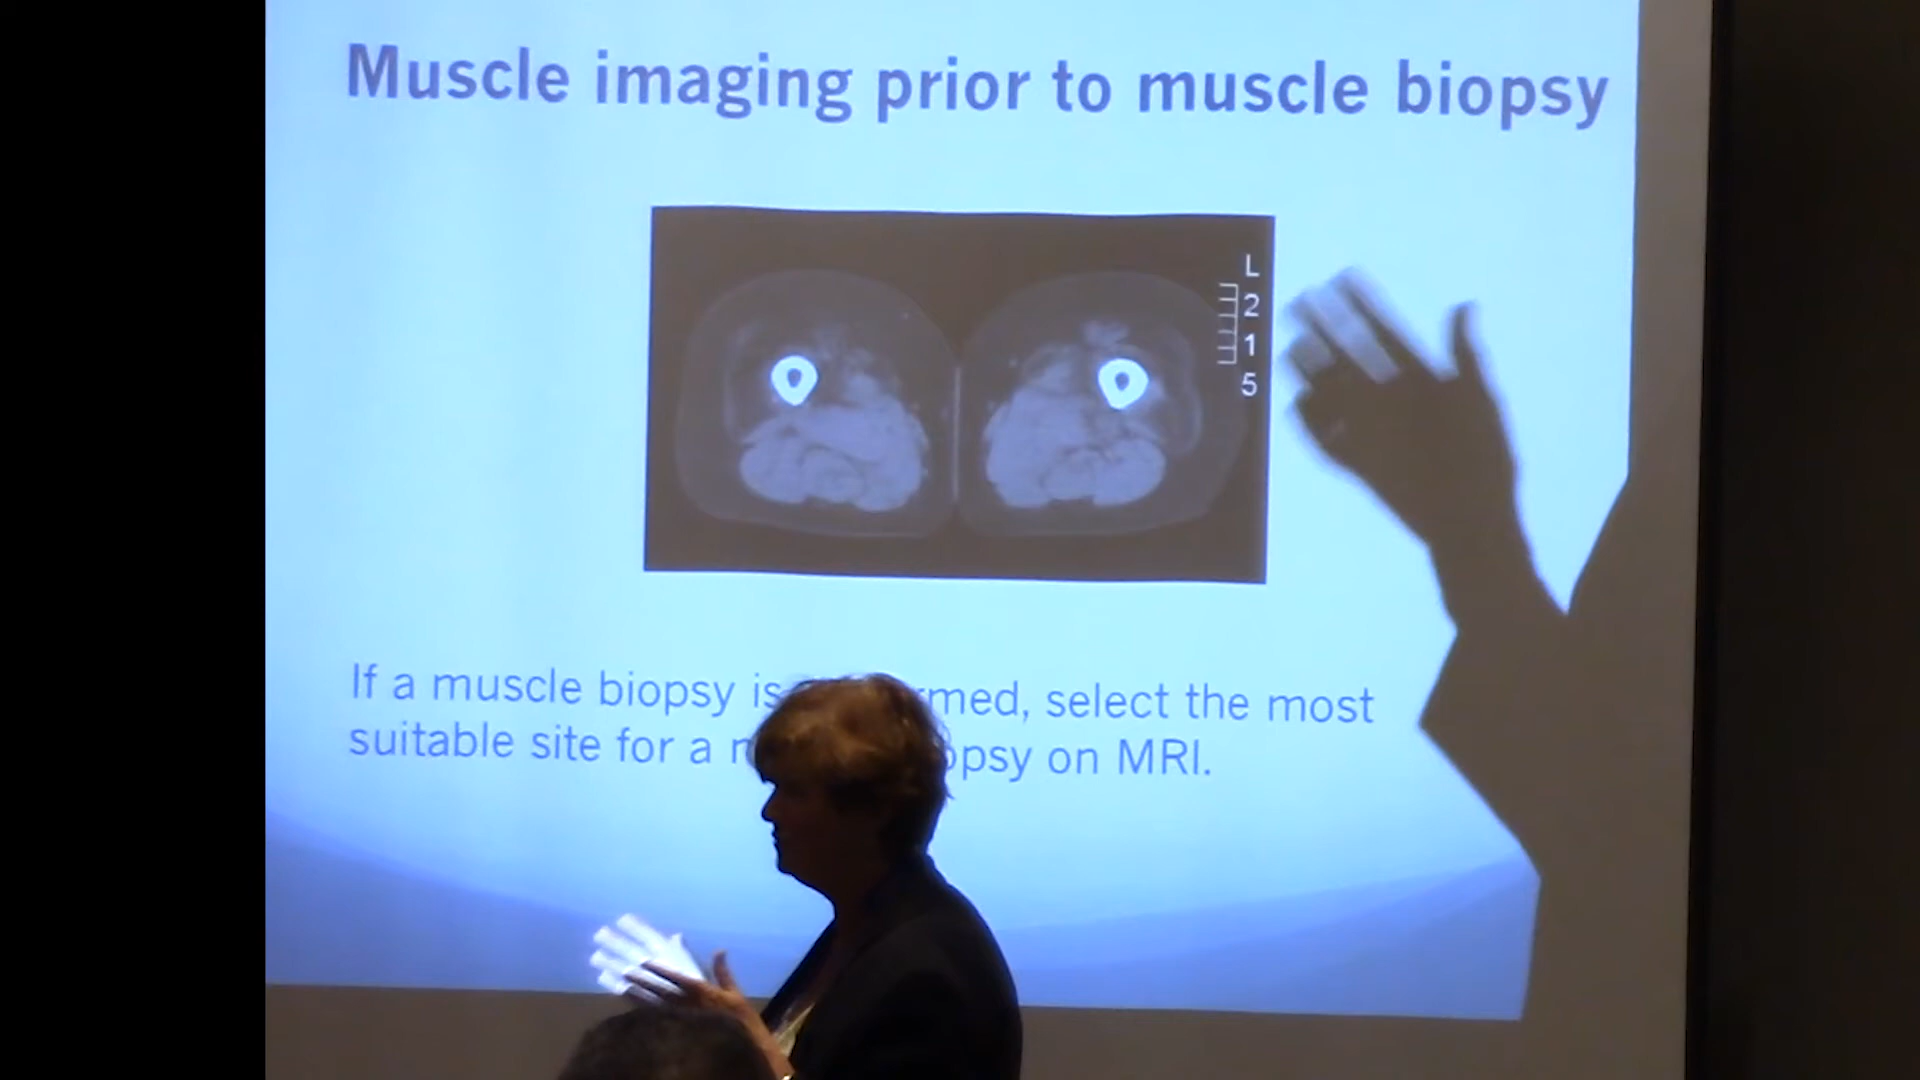 Muscle imaging prior to muscle biopsy
L
2
1
5
If a muscle biopsy is med, select the most
suitable site for a opsy on MRI.